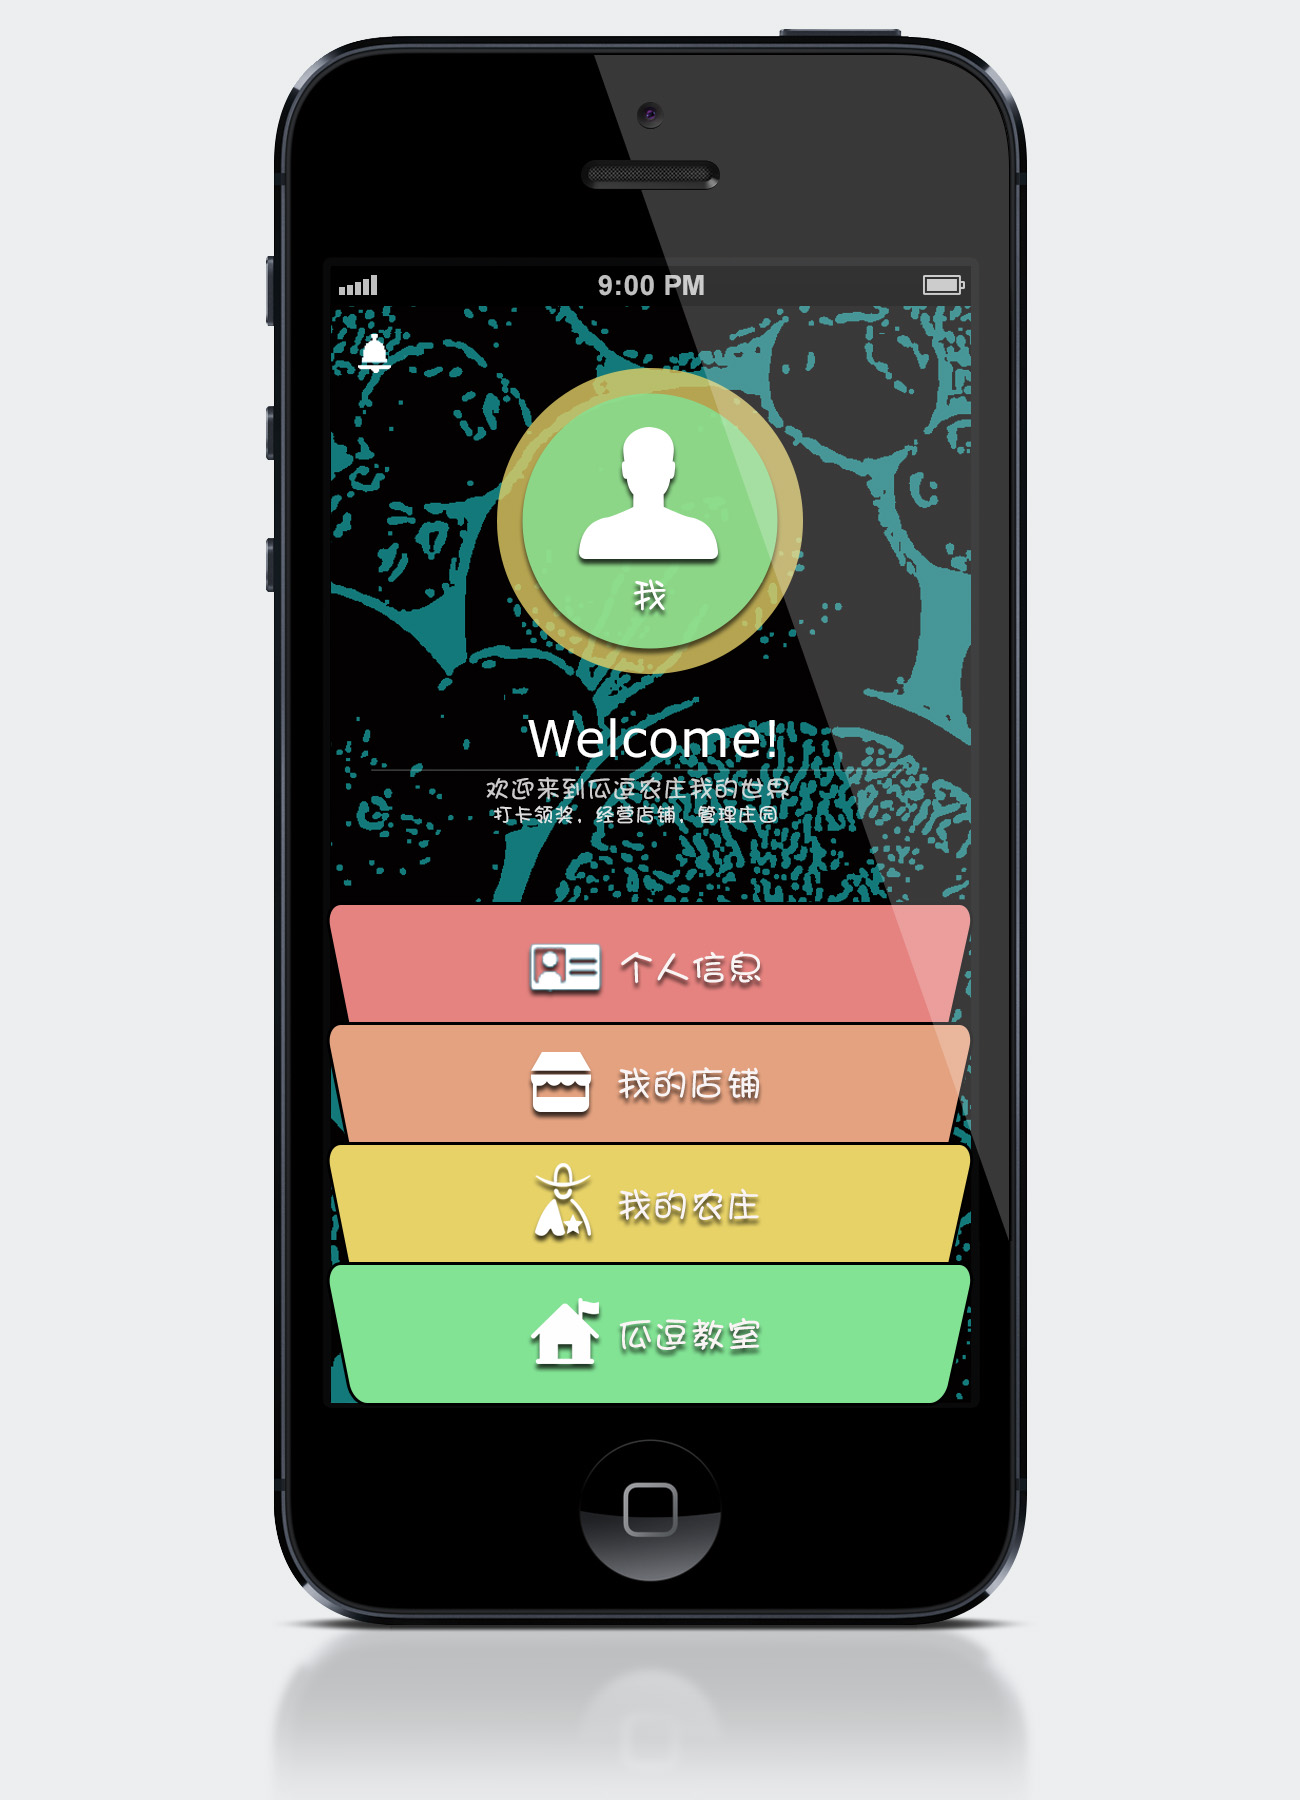 9:00 PM
我
Welcome!
欢迎来到瓜逗农庄我的世界
打卡领奖，经营店铺，管理庄园
个人信息
我的店铺
我的农庄
瓜逗教室